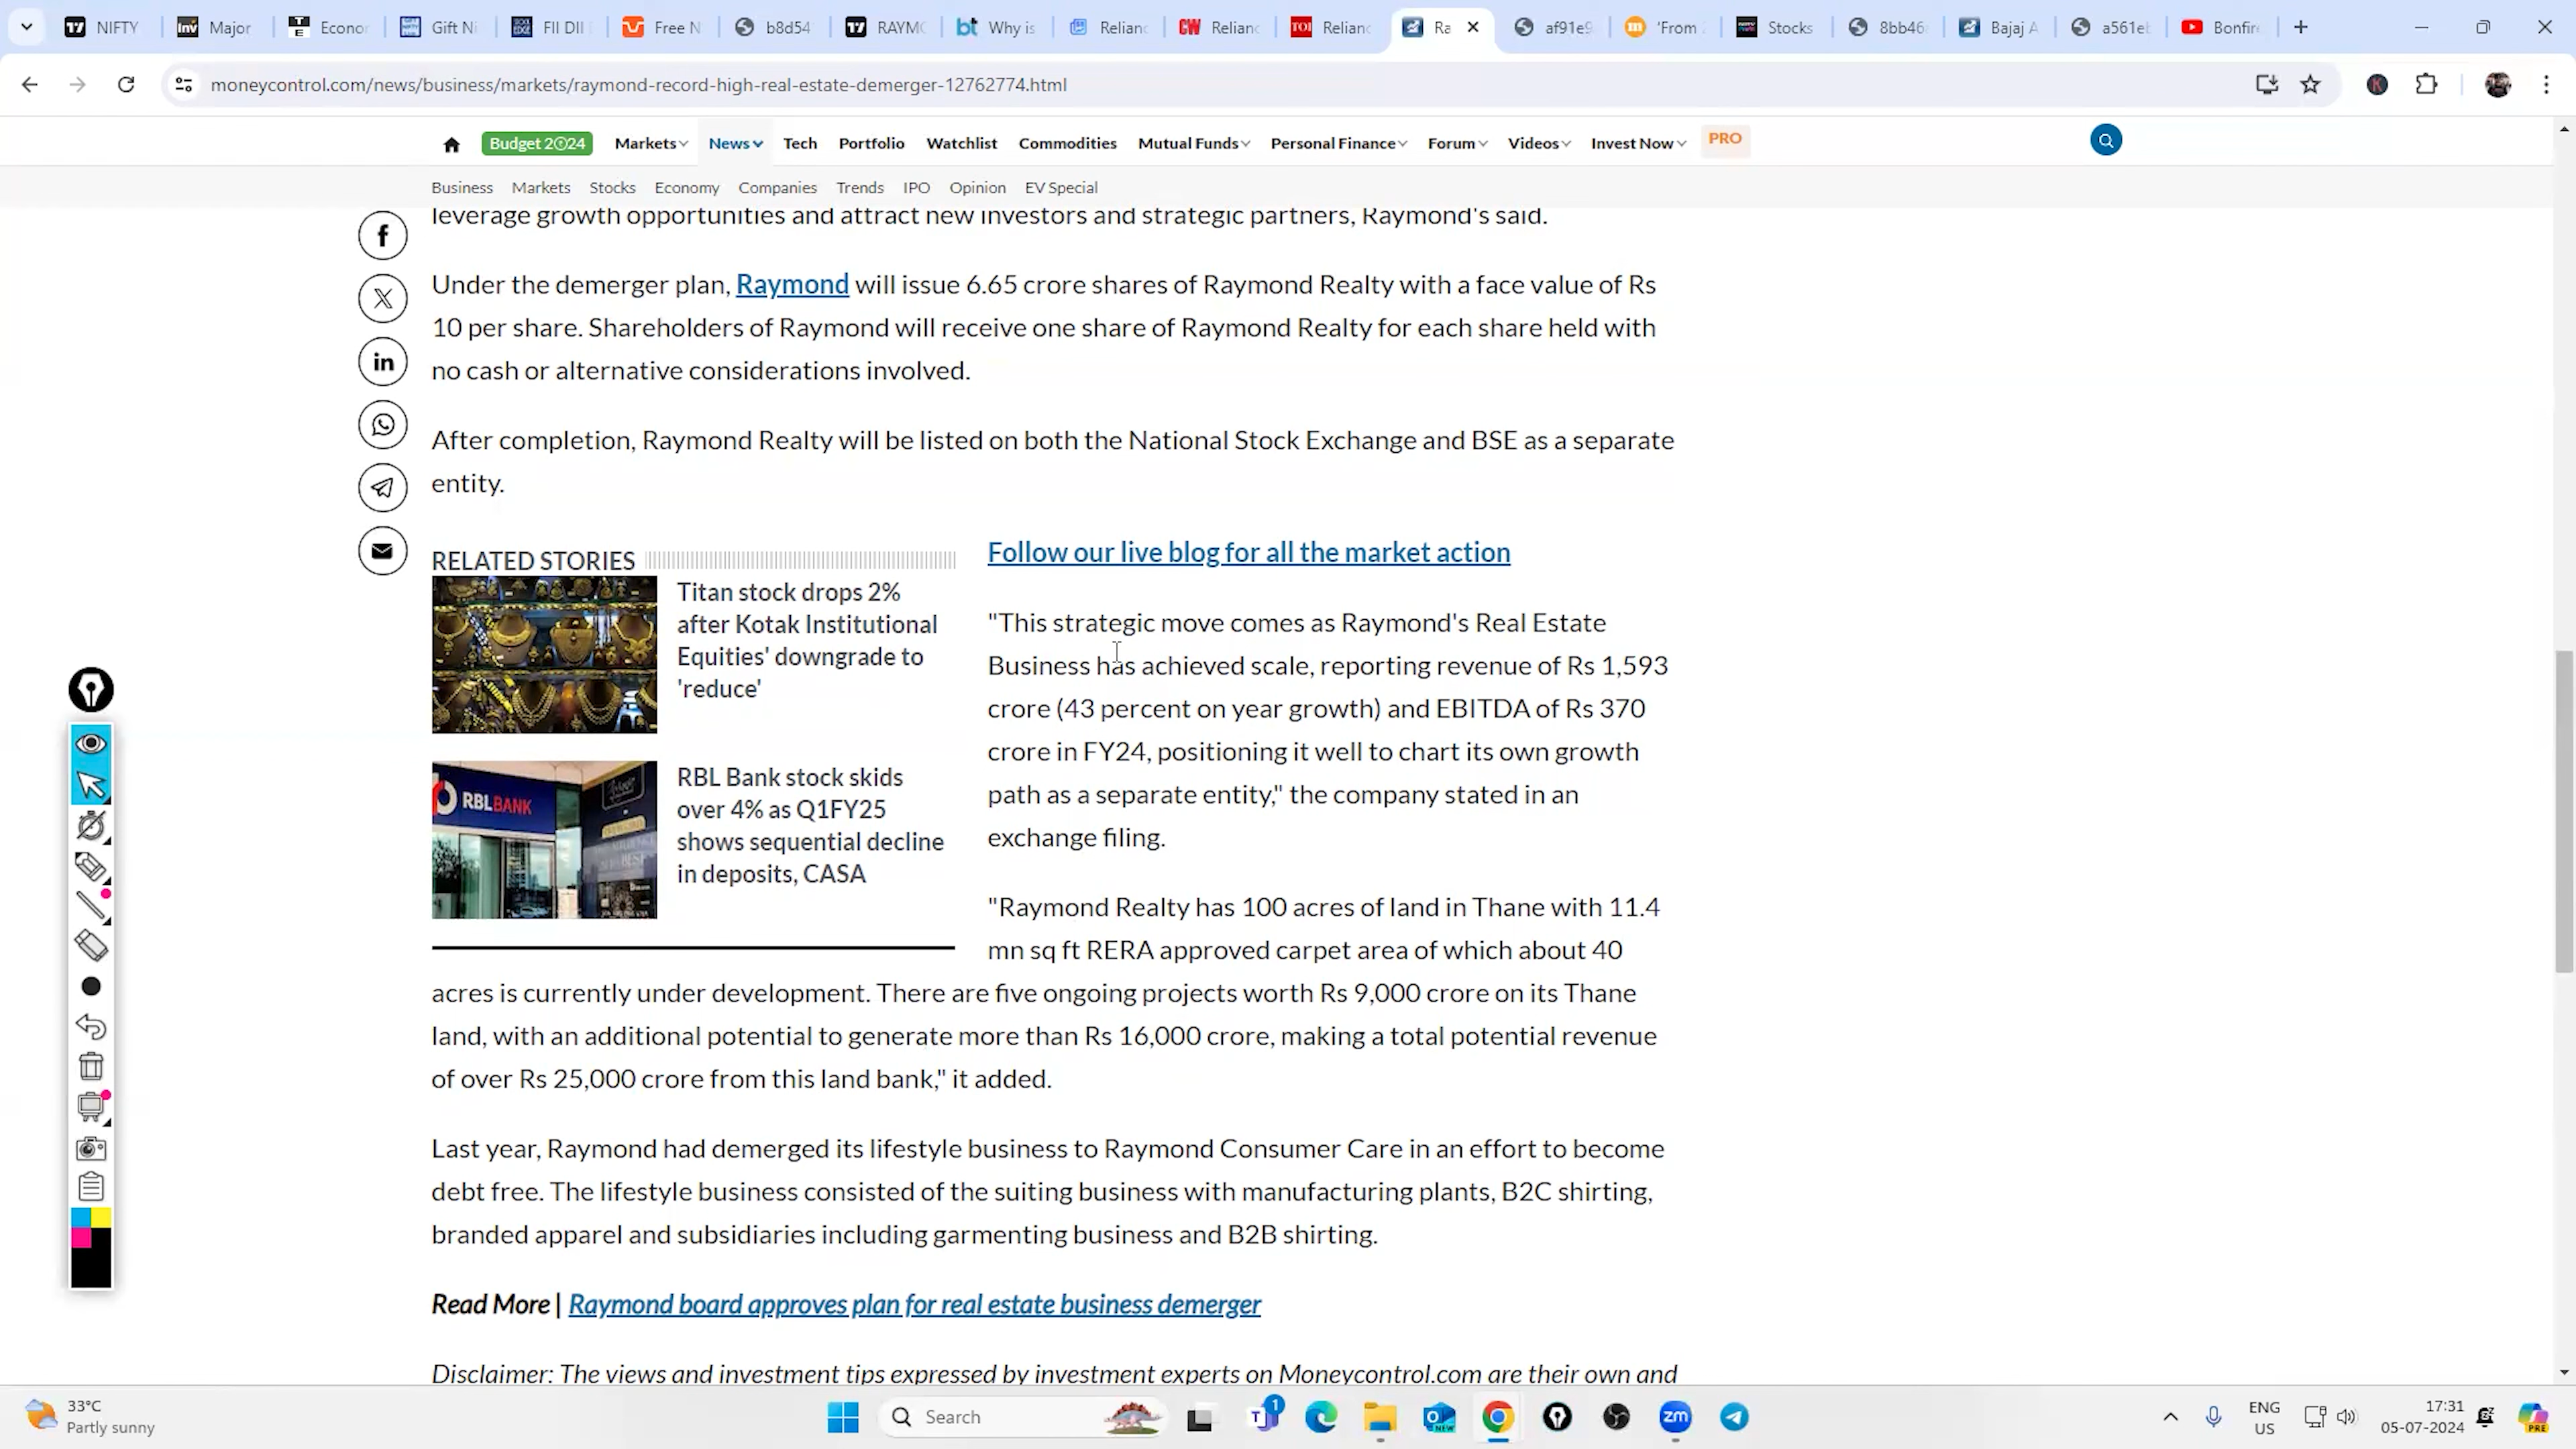 NIFTY
Major
Econor
Gift Ni
FII DII
Free N
b8d54
RAYMO
Why is
Relianc
Relianc
Relianc
Ra
af91e9
'From
Stocks
8bb46
Bajaj A
a561eb
Bonfire
moneycontrol.com/news/business/markets/raymond-record-high-real-estate-demerger-12762774.html
Budget 2024
Markets
News
Tech
Portfolio
Watchlist
Commodities
Mutual Funds
Personal Finance
Forum
Videos
Invest Now
PRO
Business
Markets
Stocks
Economy
Companies
Trends
IPO
Opinion
EV Special
leverage growth opportunities and attract new investors and strategic partners, Raymond's said.
Under the demerger plan, Raymond will issue 6.65 crore shares of Raymond Realty with a face value of Rs
10 per share. Shareholders of Raymond will receive one share of Raymond Realty for each share held with
no cash or alternative considerations involved.
After completion, Raymond Realty will be listed on both the National Stock Exchange and BSE as a separate
entity.
RELATED STORIES
Titan stock drops 2%
after Kotak Institutional
Equities' downgrade to
'reduce'
RBL BANK
RBL Bank stock skids
over 4% as Q1FY25
shows sequential decline
in deposits, CASA
Follow our live blog for all the market action
"This strategic move comes as Raymond's Real Estate
Business has achieved scale, reporting revenue of Rs 1,593
crore (43 percent on year growth) and EBITDA of Rs 370
crore in FY24, positioning it well to chart its own growth
path as a separate entity," the company stated in an
exchange filing.
"Raymond Realty has 100 acres of land in Thane with 11.4
mn sq ft RERA approved carpet area of which about 40
acres is currently under development. There are five ongoing projects worth Rs 9,000 crore on its Thane
land, with an additional potential to generate more than Rs 16,000 crore, making a total potential revenue
of over Rs 25,000 crore from this land bank," it added.
Last year, Raymond had demerged its lifestyle business to Raymond Consumer Care in an effort to become
debt free. The lifestyle business consisted of the suiting business with manufacturing plants, B2C shirting,
branded apparel and subsidiaries including garmenting business and B2B shirting.
Read More | Raymond board approves plan for real estate business demerger
Disclaimer: The views and investment tips expressed by investment experts on Moneycontrol.com are their own and
33°C
Partly sunny
Search
1
zm
ENG
US
17:31
05-07-2024
PRE